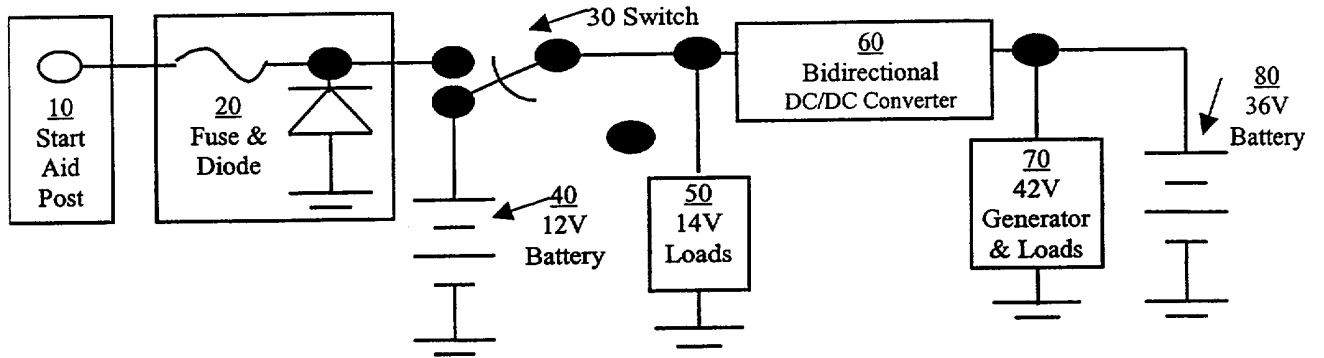 30 Switch
10
Start
Aid
Post
20
Fuse &
Diode
40
12V
Battery
50
14V
Loads
60
Bidirectional
DC/DC Converter
70
42V
Generator
& Loads
80
36V
Battery